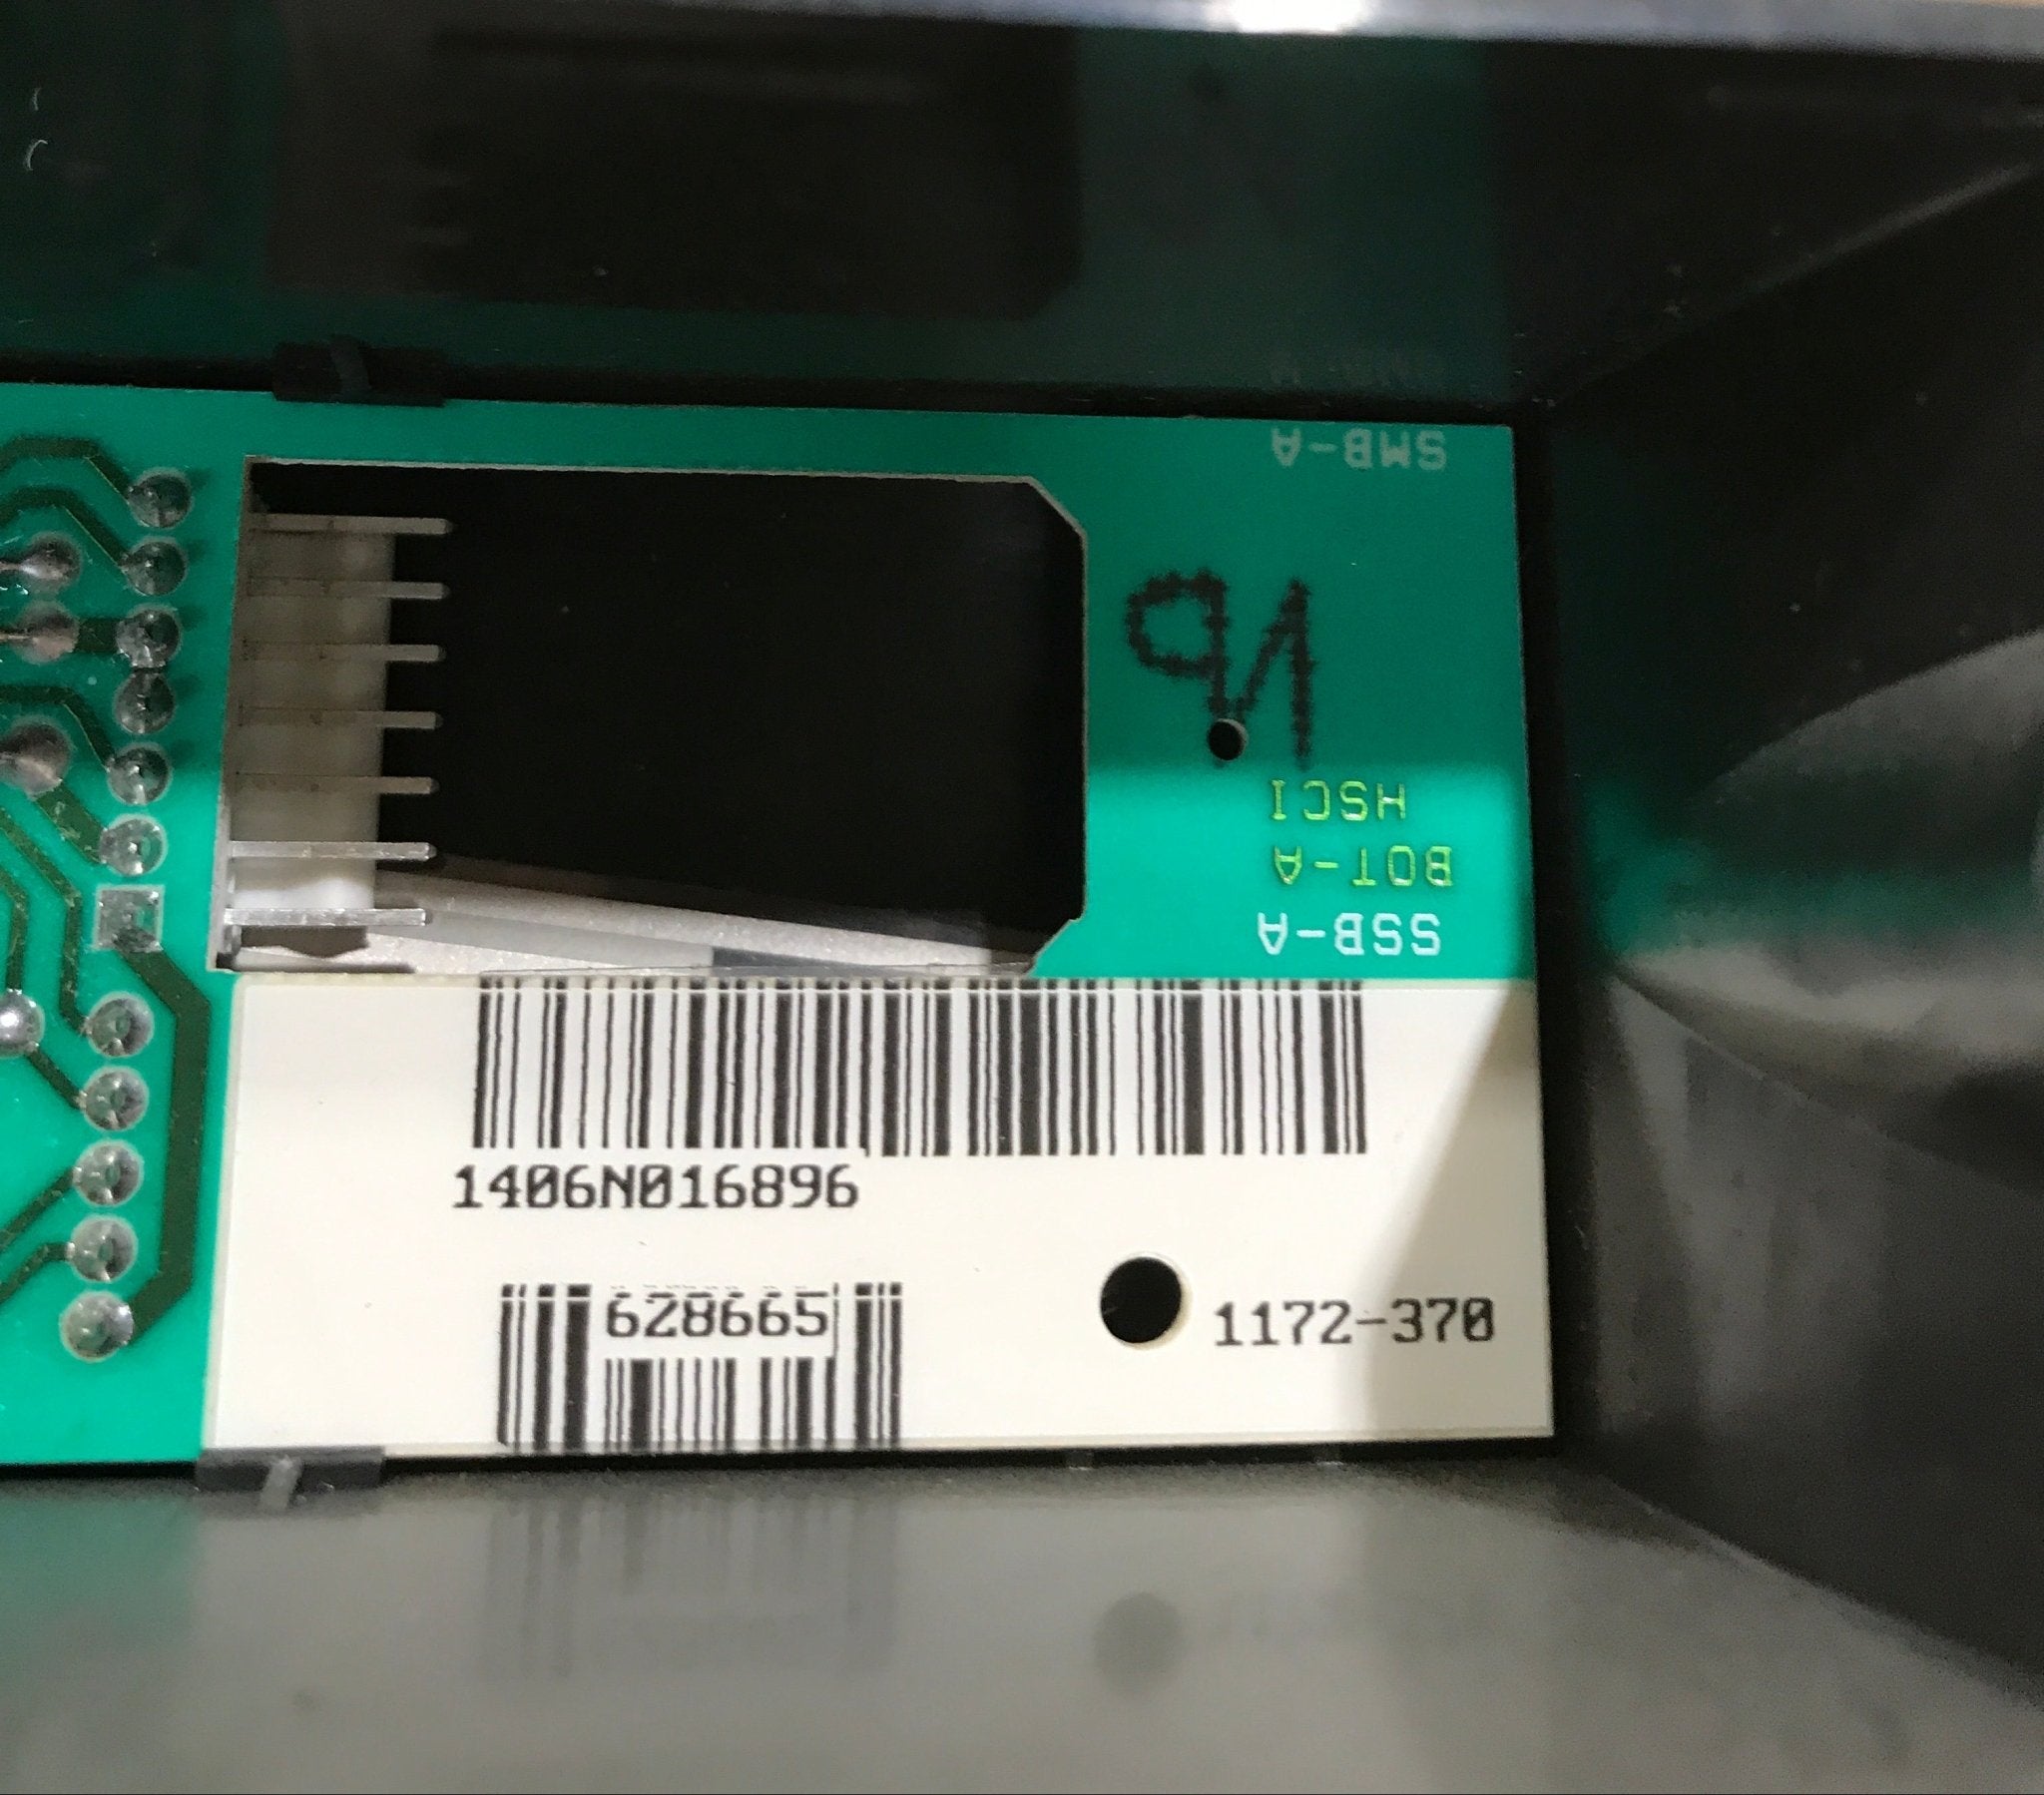 SMB-A
HSCI
BOT-A
SSB-A
1406N016896
628665
1172-370